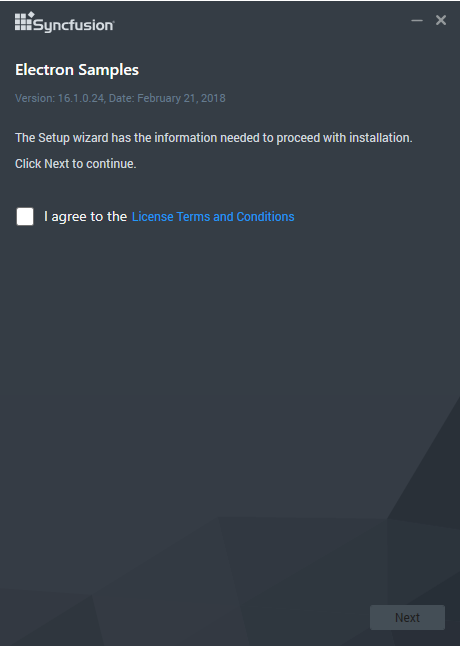 Syncfusion
Electron Samples
Version: 16.1.0.24, Date: February 21, 2018
The Setup wizard has the information needed to proceed with installation.
Click Next to continue.
I agree to the License Terms and Conditions
Next